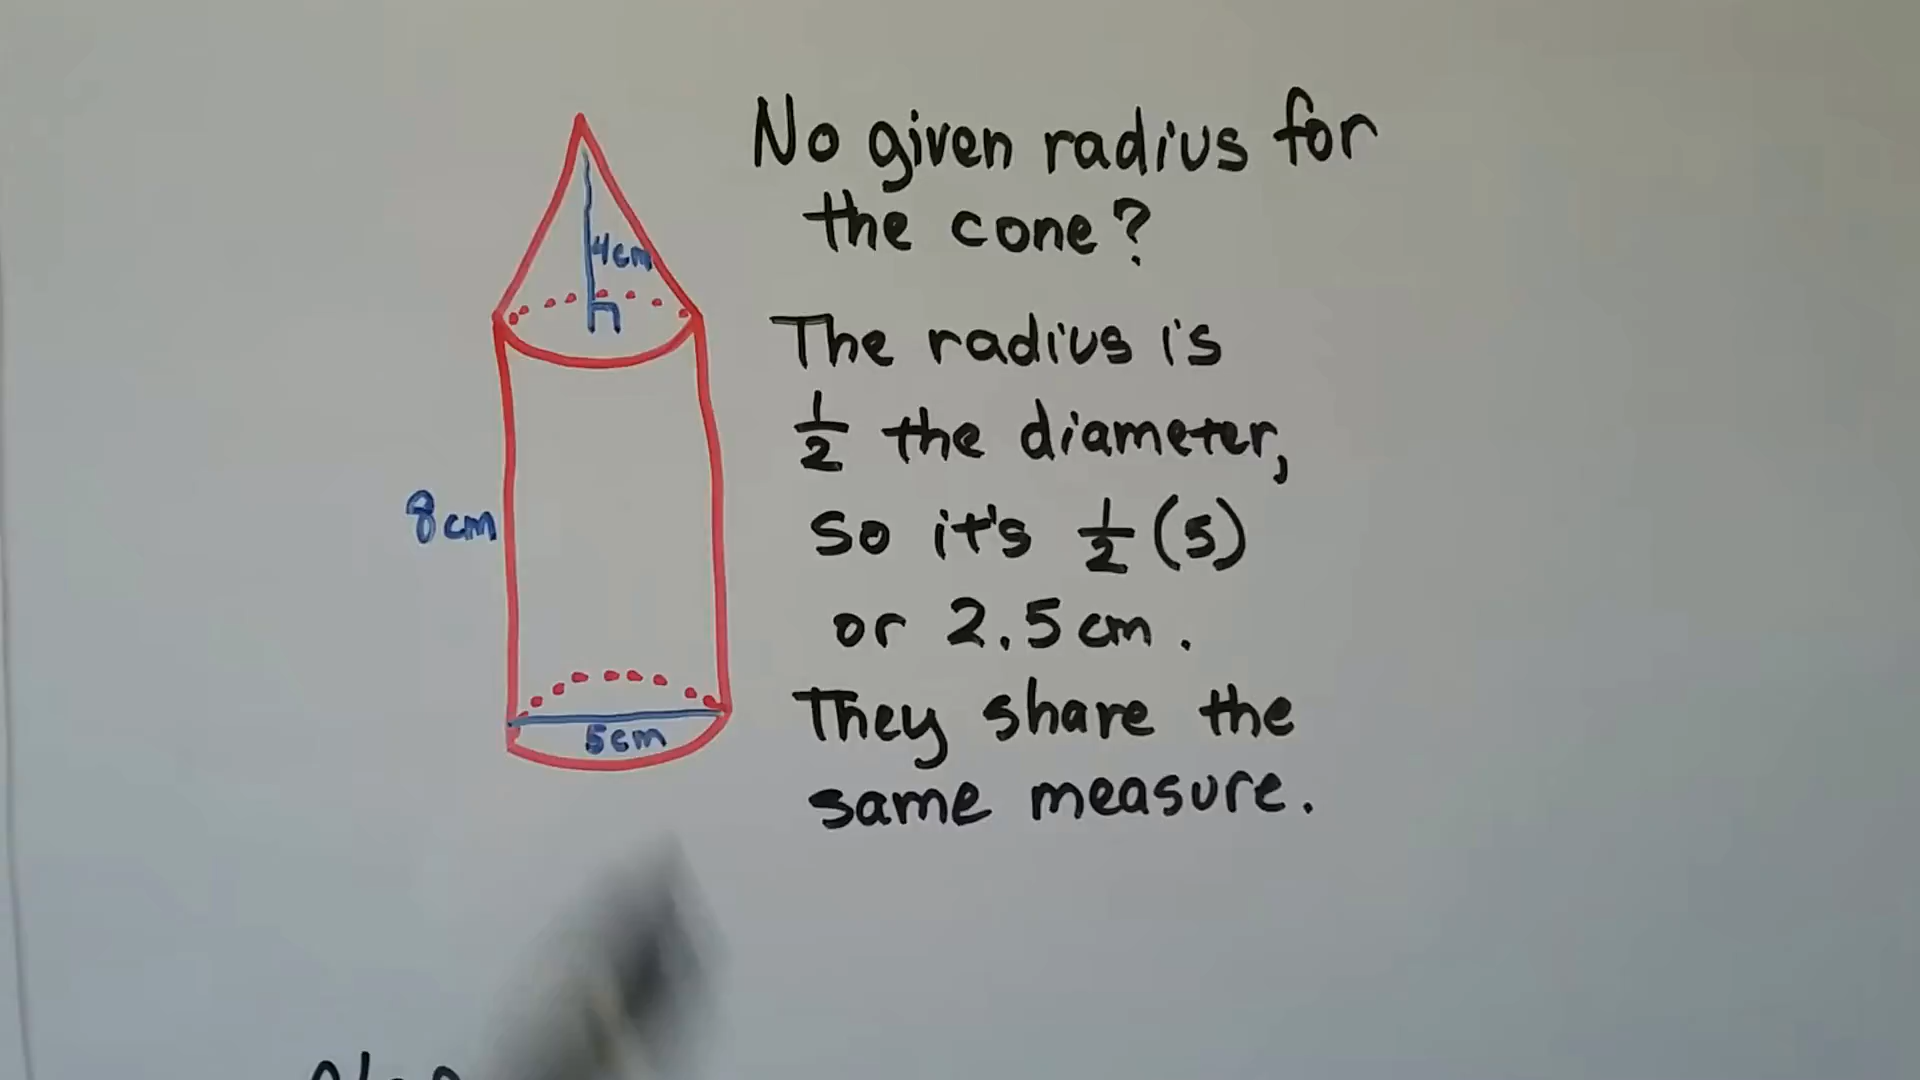 No given radius for
the cone?
4cm
The radius is
1/2 the diameter,
8cm
so it's 1/2 (5)
or 2.5cm.
They share the
5cm
same measure.